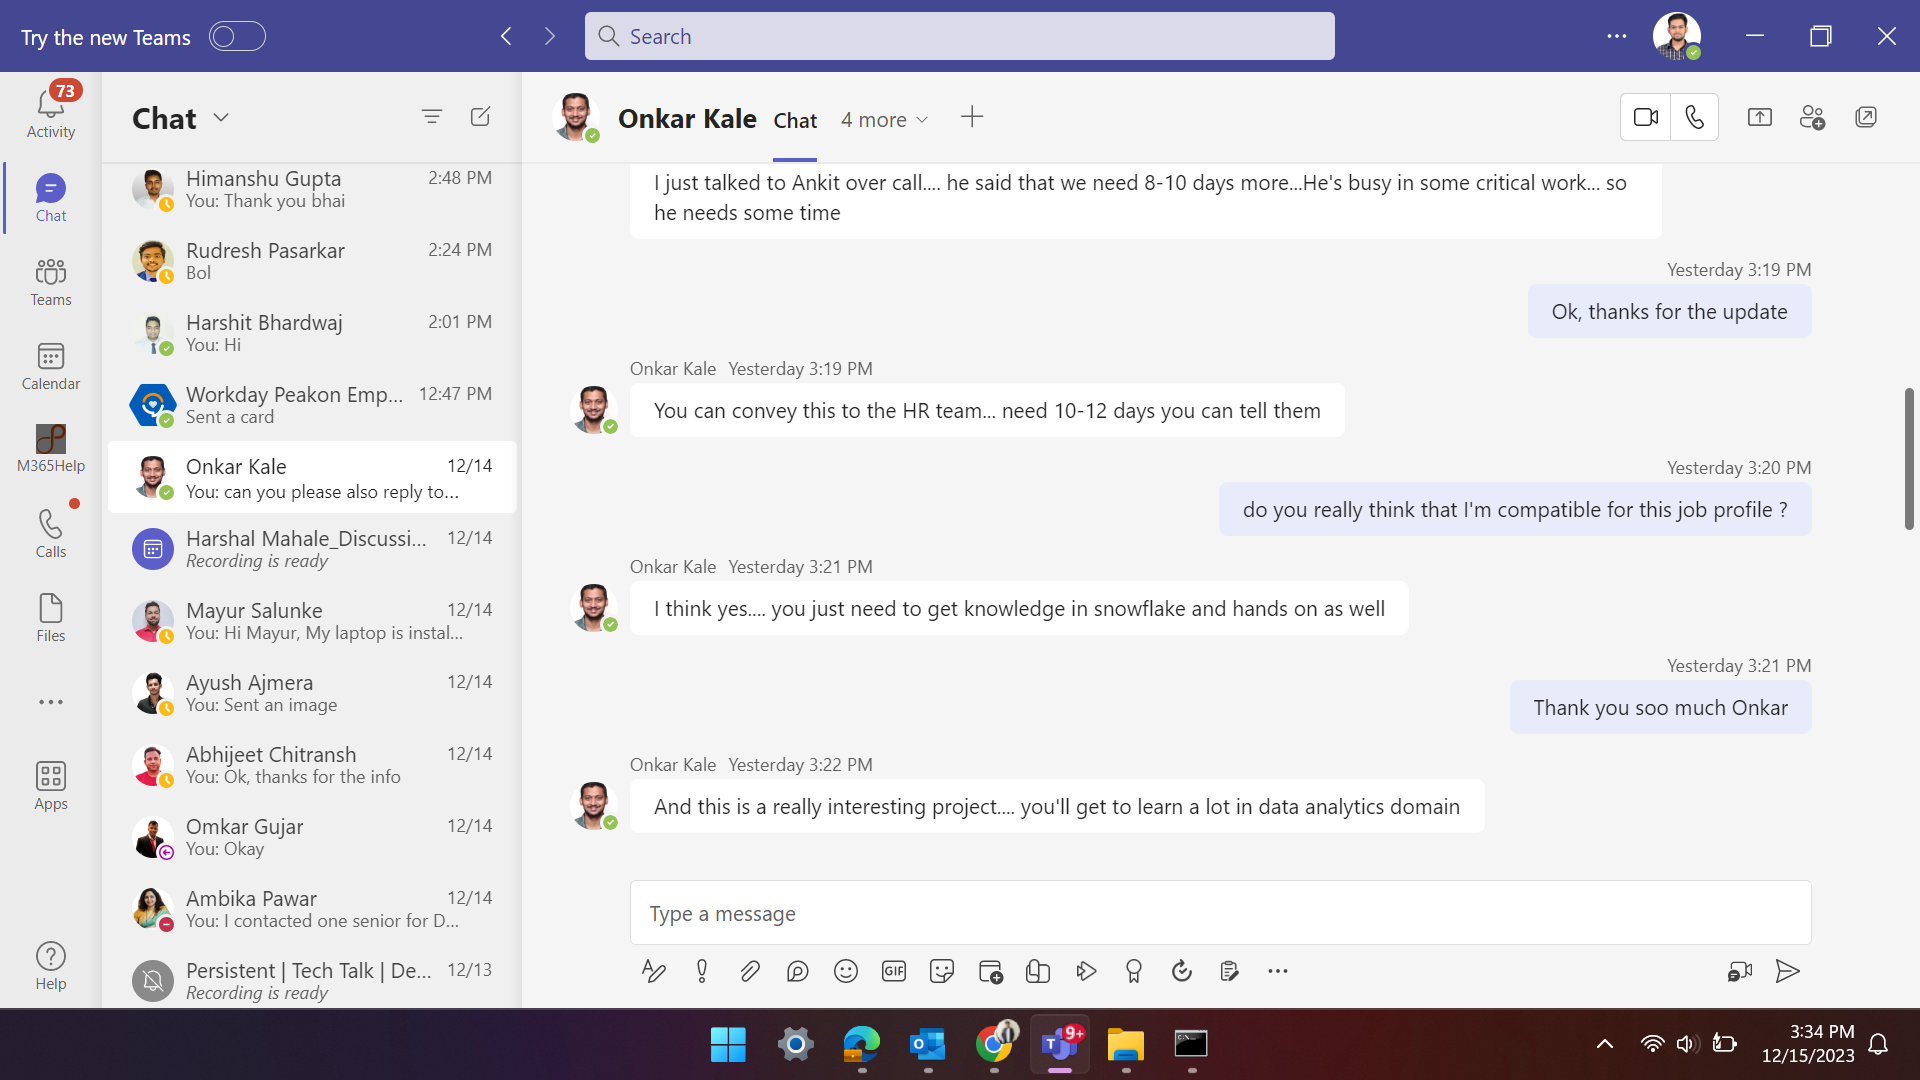 Try the new Teams
Search
73
Activity
Chat
Teams
Calendar
M365Help
Calls
Files
Apps
Help
Chat
Himanshu Gupta 2:48 PM
You: Thank you bhai
Rudresh Pasarkar 2:24 PM
Bol
Harshit Bhardwaj 2:01 PM
You: Hi
Workday Peakon Emp... 12:47 PM
Sent a card
Onkar Kale 12/14
You: can you please also reply to...
Harshal Mahale_Discussi... 12/14
Recording is ready
Mayur Salunke 12/14
You: Hi Mayur, My laptop is instal...
Ayush Ajmera 12/14
You: Sent an image
Abhijeet Chitransh 12/14
You: Ok, thanks for the info
Omkar Gujar 12/14
You: Okay
Ambika Pawar 12/14
You: I contacted one senior for D...
Persistent | Tech Talk | De... 12/13
Recording is ready
Onkar Kale Chat 4 more
I just talked to Ankit over call.... he said that we need 8-10 days more...He's busy in some critical work... so
he needs some time
Yesterday 3:19 PM
Ok, thanks for the update
Onkar Kale Yesterday 3:19 PM
You can convey this to the HR team... need 10-12 days you can tell them
Yesterday 3:20 PM
do you really think that I'm compatible for this job profile ?
Onkar Kale Yesterday 3:21 PM
I think yes.... you just need to get knowledge in snowflake and hands on as well
Yesterday 3:21 PM
Thank you soo much Onkar
Onkar Kale Yesterday 3:22 PM
And this is a really interesting project.... you'll get to learn a lot in data analytics domain
Type a message
GIF
9+
3:34 PM
12/15/2023